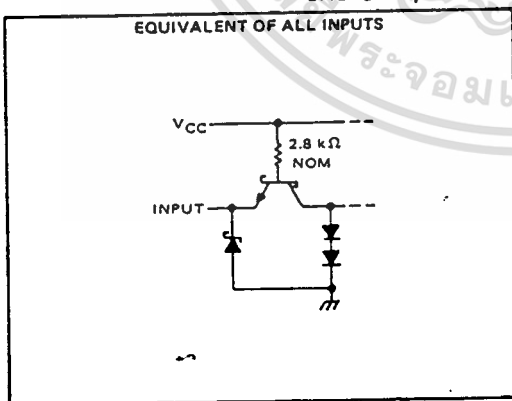 EQUIVALENT OF ALL INPUTS
VCC
2.8 kΩ
NOM
INPUT